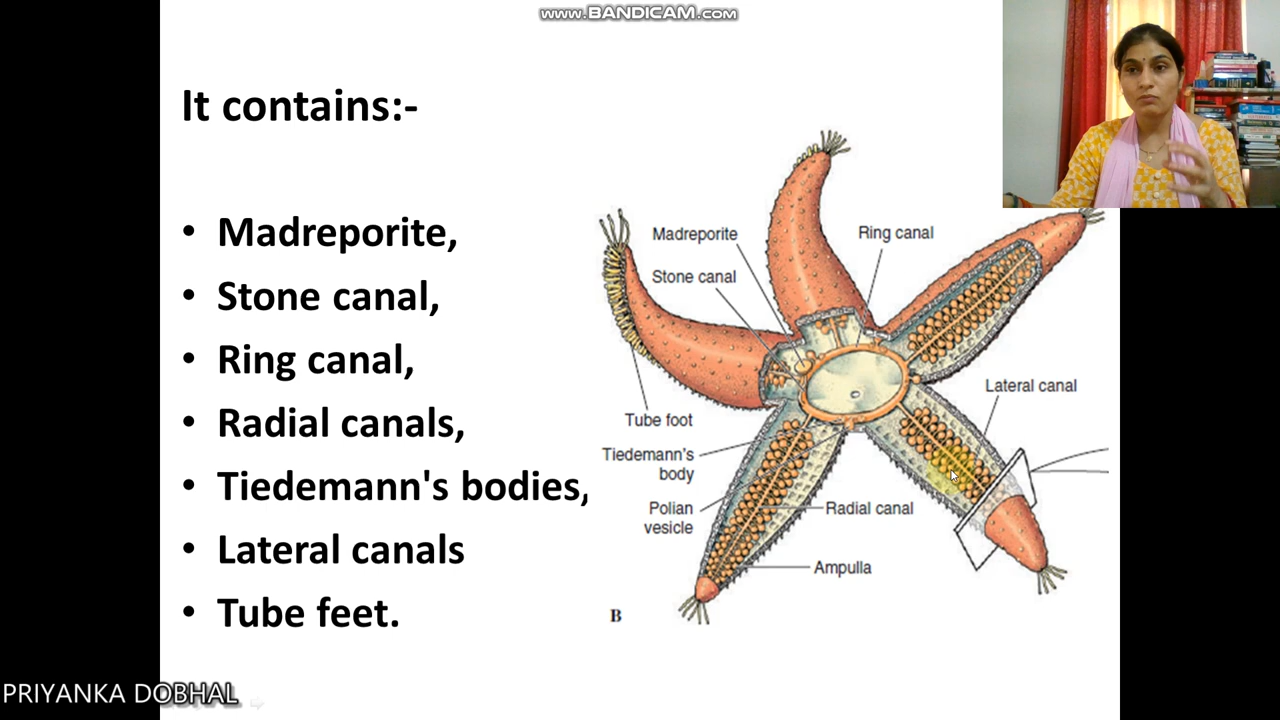 www.BANDICAM.com
It contains:-
• Madreporite,
• Stone canal,
• Ring canal,
• Radial canals,
• Tiedemann's bodies,
• Lateral canals
• Tube feet.
Madreporite
Ring canal
Stone canal
Lateral canal
Tube foot
Tiedemann's
body
Polian
vesicle
Radial canal
Ampulla
B
PRIYANKA DOBHAL